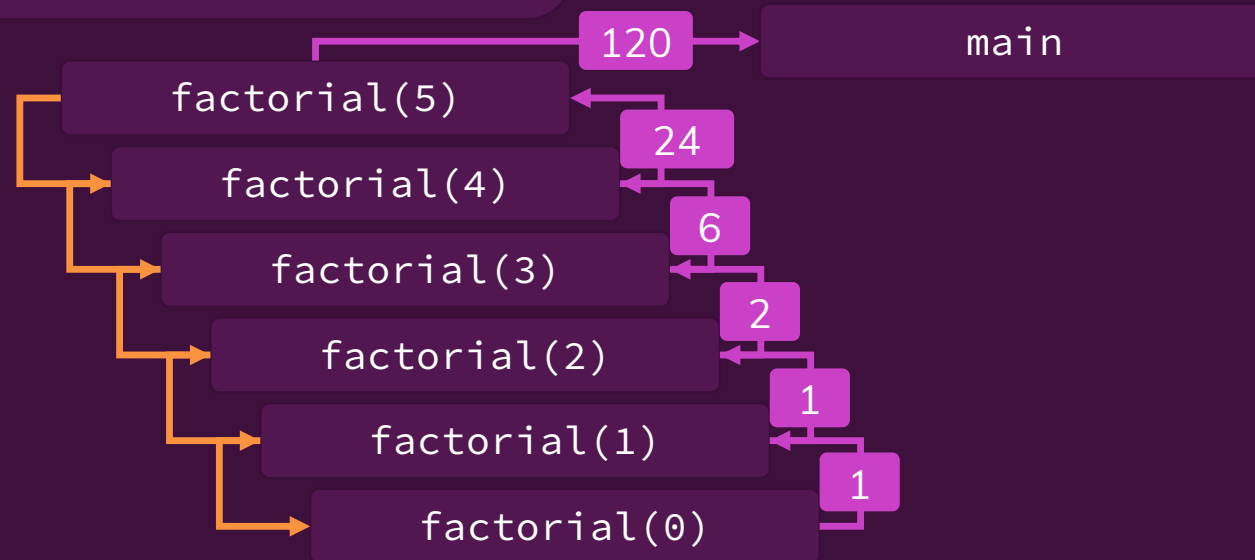 120
main
factorial(5)
24
factorial(4)
6
factorial(3)
2
factorial(2)
1
factorial(1)
1
factorial(0)